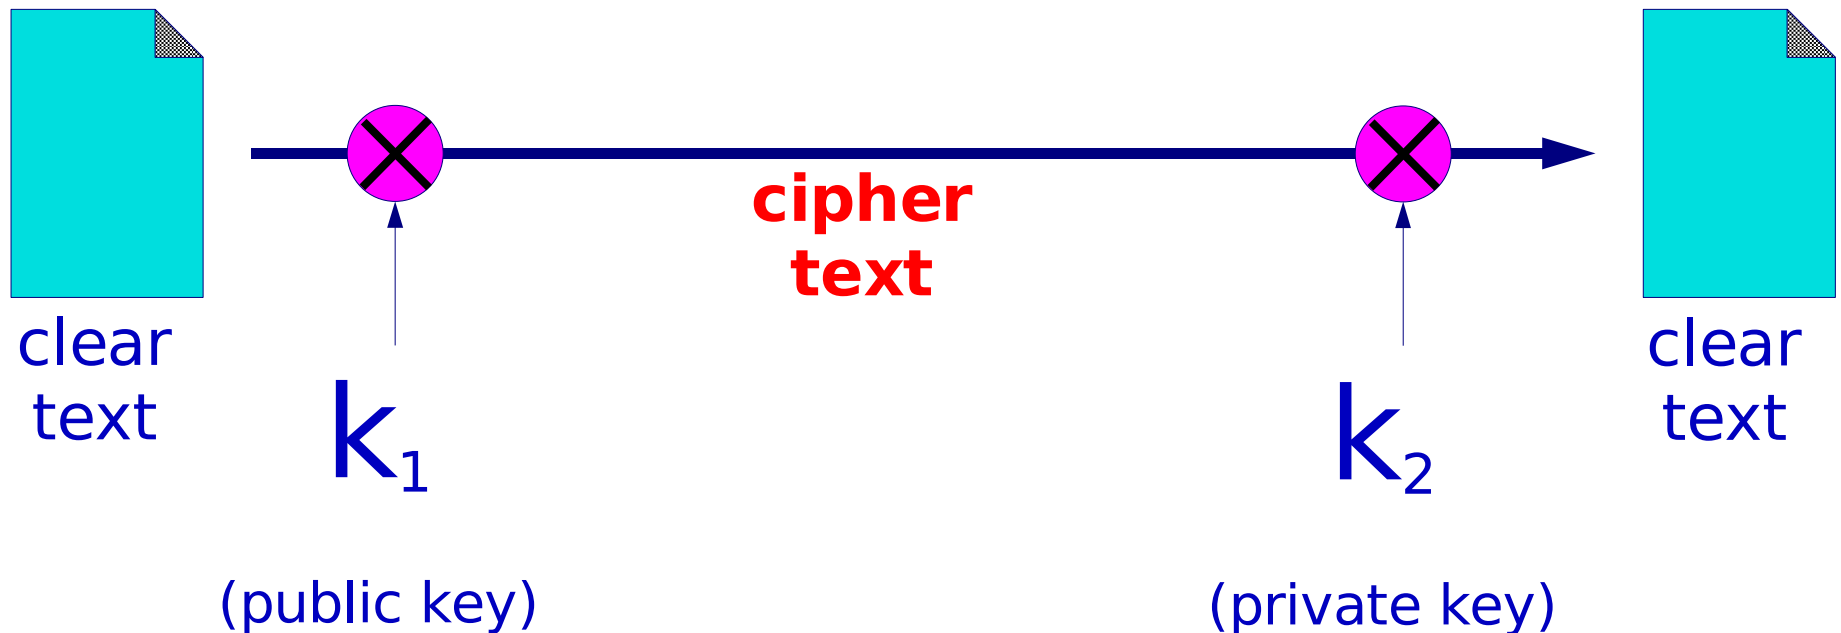 cipher
text
clear
text
k1
(public key)
k2
(private key)
clear
text